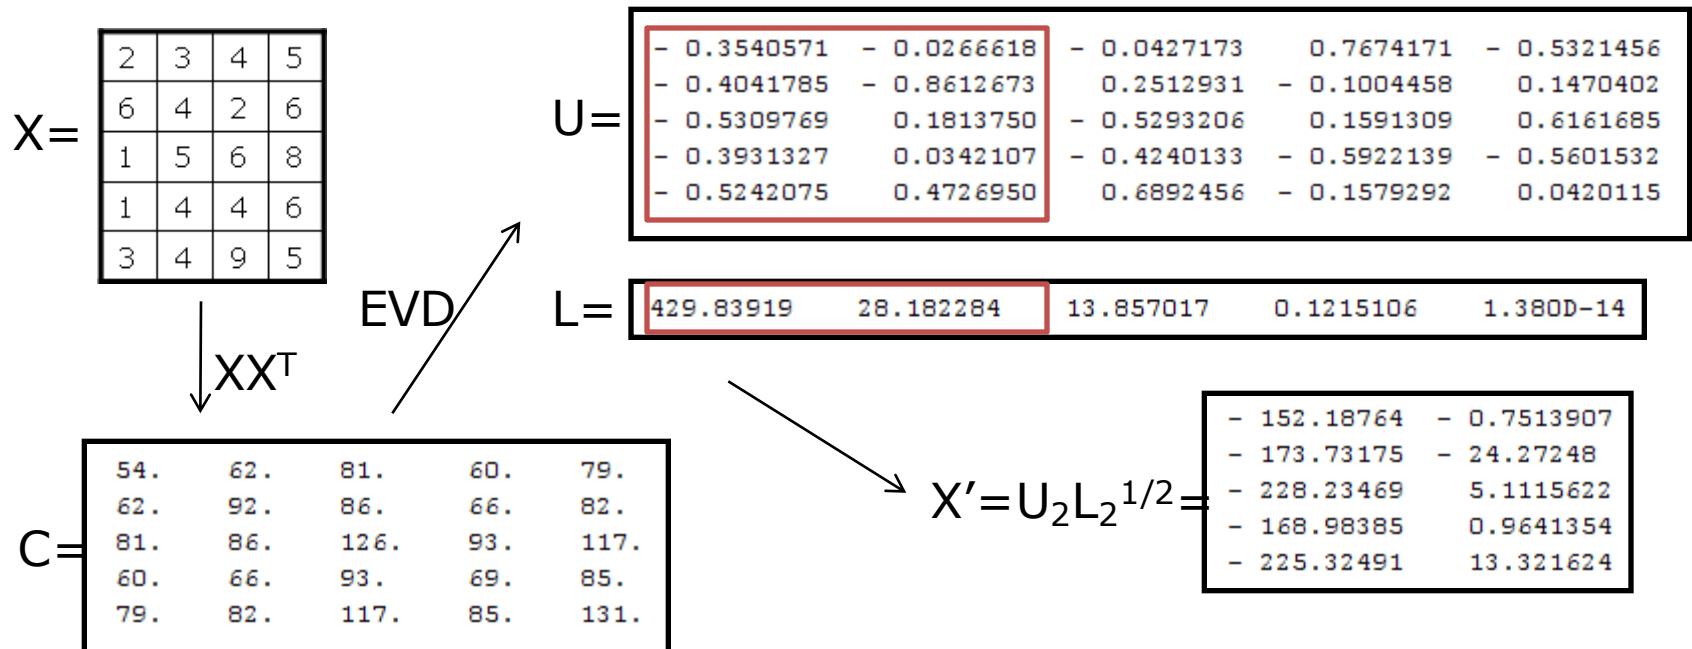 X=
2 3 4 5
6 4 2 6
1 5 6 8
1 4 4 6
3 4 9 5
U=
- 0.3540571 - 0.0266618 - 0.0427173 0.7674171 - 0.5321456
- 0.4041785 - 0.8612673 0.2512931 - 0.1004458 0.1470402
- 0.5309769 0.1813750 - 0.5293206 0.1591309 0.6161685
- 0.3931327 0.0342107 - 0.4240133 - 0.5922139 - 0.5601532
- 0.5242075 0.4726950 0.6892456 - 0.1579292 0.0420115
EVD
L=
429.83919 28.182284 13.857017 0.1215106 1.380D-14
XXᵀ
C=
54. 62. 81. 60. 79.
62. 92. 86. 66. 82.
81. 86. 126. 93. 117.
60. 66. 93. 69. 85.
79. 82. 117. 85. 131.
X′=U₂L₂¹/²=
- 152.18764 - 0.7513907
- 173.73175 - 24.27248
- 228.23469 5.1115622
- 168.98385 0.9641354
- 225.32491 13.321624